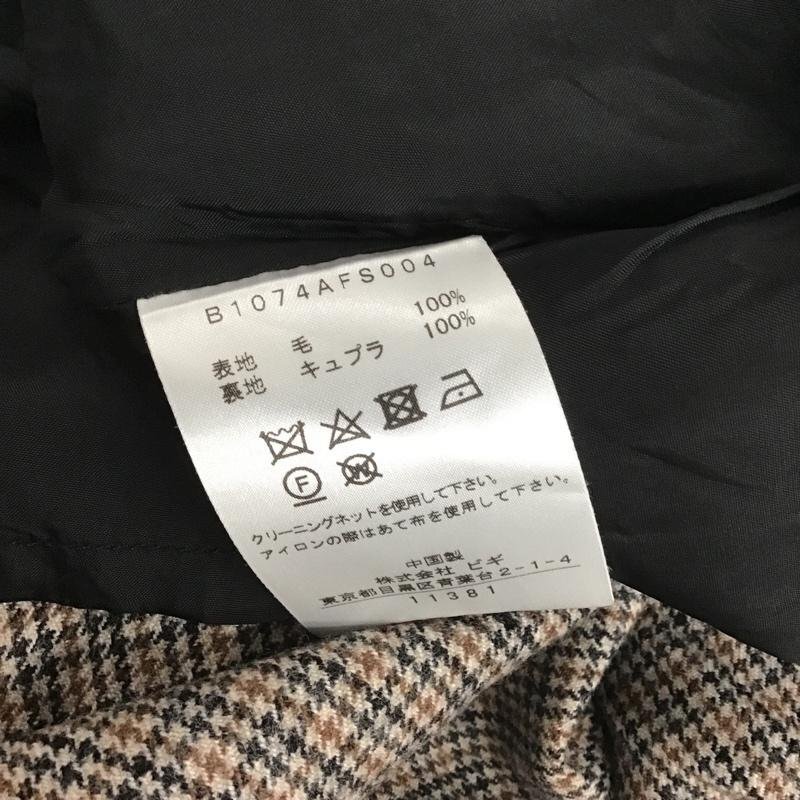 B1074AFS004
表地 毛 100%
裏地 キュプラ 100%
F W
クリーニングネットを使用して下さい。
アイロンの際はあて布を使用して下さい。
中国製
株式会社 ビギ
東京都目黒区青葉台2-1-4
11381